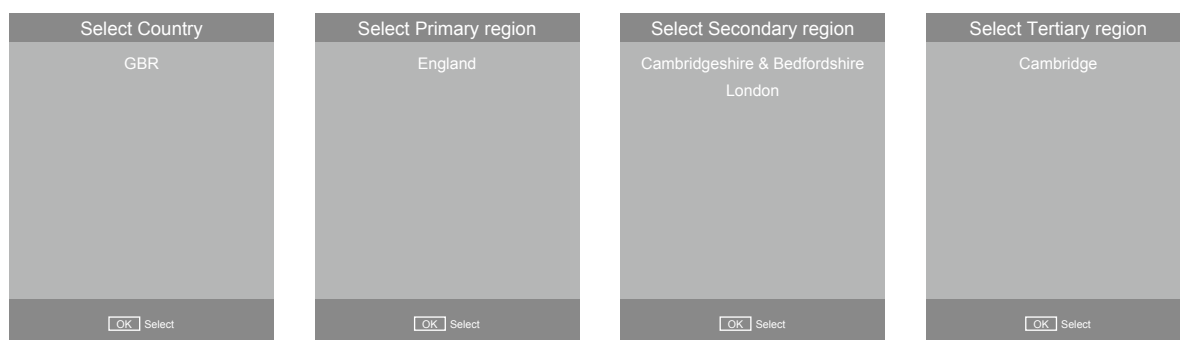 Select Country
GBR
OK Select
Select Primary region
England
OK Select
Select Secondary region
Cambridgeshire & Bedfordshire
London
OK Select
Select Tertiary region
Cambridge
OK Select